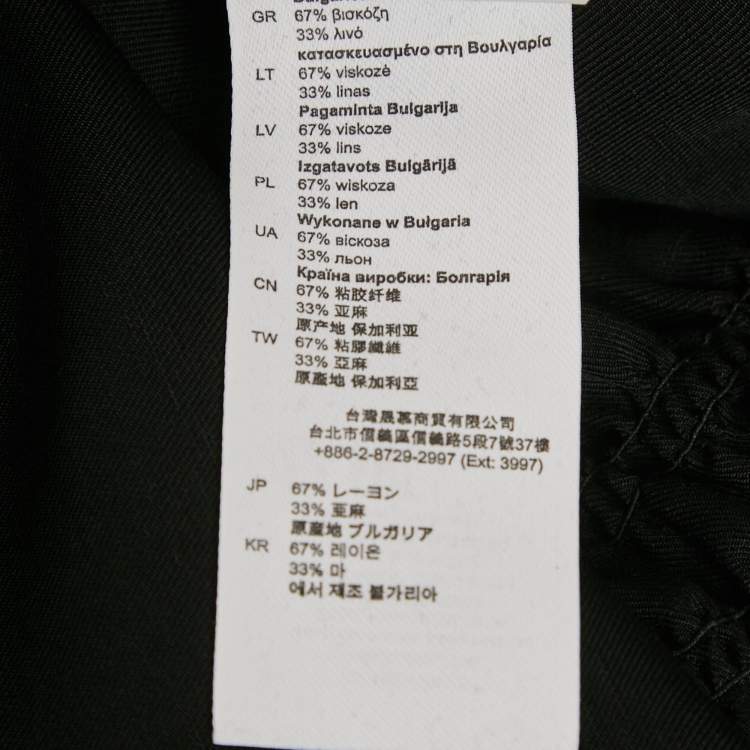 GR 67% βισκόζη
33% λινό
κατασκευασμένο στη Βουλγαρία
LT 67% viskozė
33% linas
Pagaminta Bulgarija
LV 67% viskoze
33% lins
Izgatavots Bulgārijā
PL 67% wiskoza
33% len
Wykonane w Bułgaria
UA 67% віскоза
33% льон
Країна виробки: Болгарія
CN 67% 粘胶纤维
33% 亚麻
原产地 保加利亚
TW 67% 粘膠纖維
33% 亞麻
原產地 保加利亞
台灣晟慕商貿有限公司
台北市信義區信義路5段7號37樓
+886-2-8729-2997 (Ext: 3997)
JP 67% レーヨン
33% 亜麻
原産地 ブルガリア
KR 67% 레이온
33% 마
에서 제조 불가리아